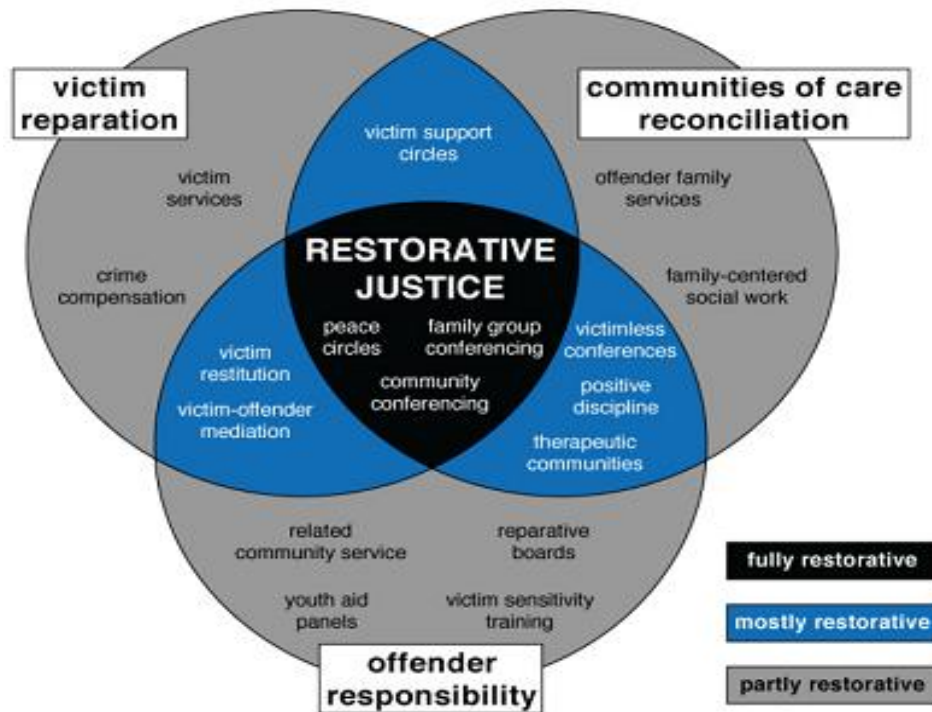 victim
reparation
communities of care
reconciliation
victim support
circles
victim
services
offender family
services
crime
compensation
family-centered
social work
RESTORATIVE
JUSTICE
peace
circles
family group
conferencing
community
conferencing
victim
restitution
victim-offender
mediation
victimless
conferences
positive
discipline
therapeutic
communities
related
community service
reparative
boards
youth aid
panels
victim sensitivity
training
offender
responsibility
fully restorative
mostly restorative
partly restorative